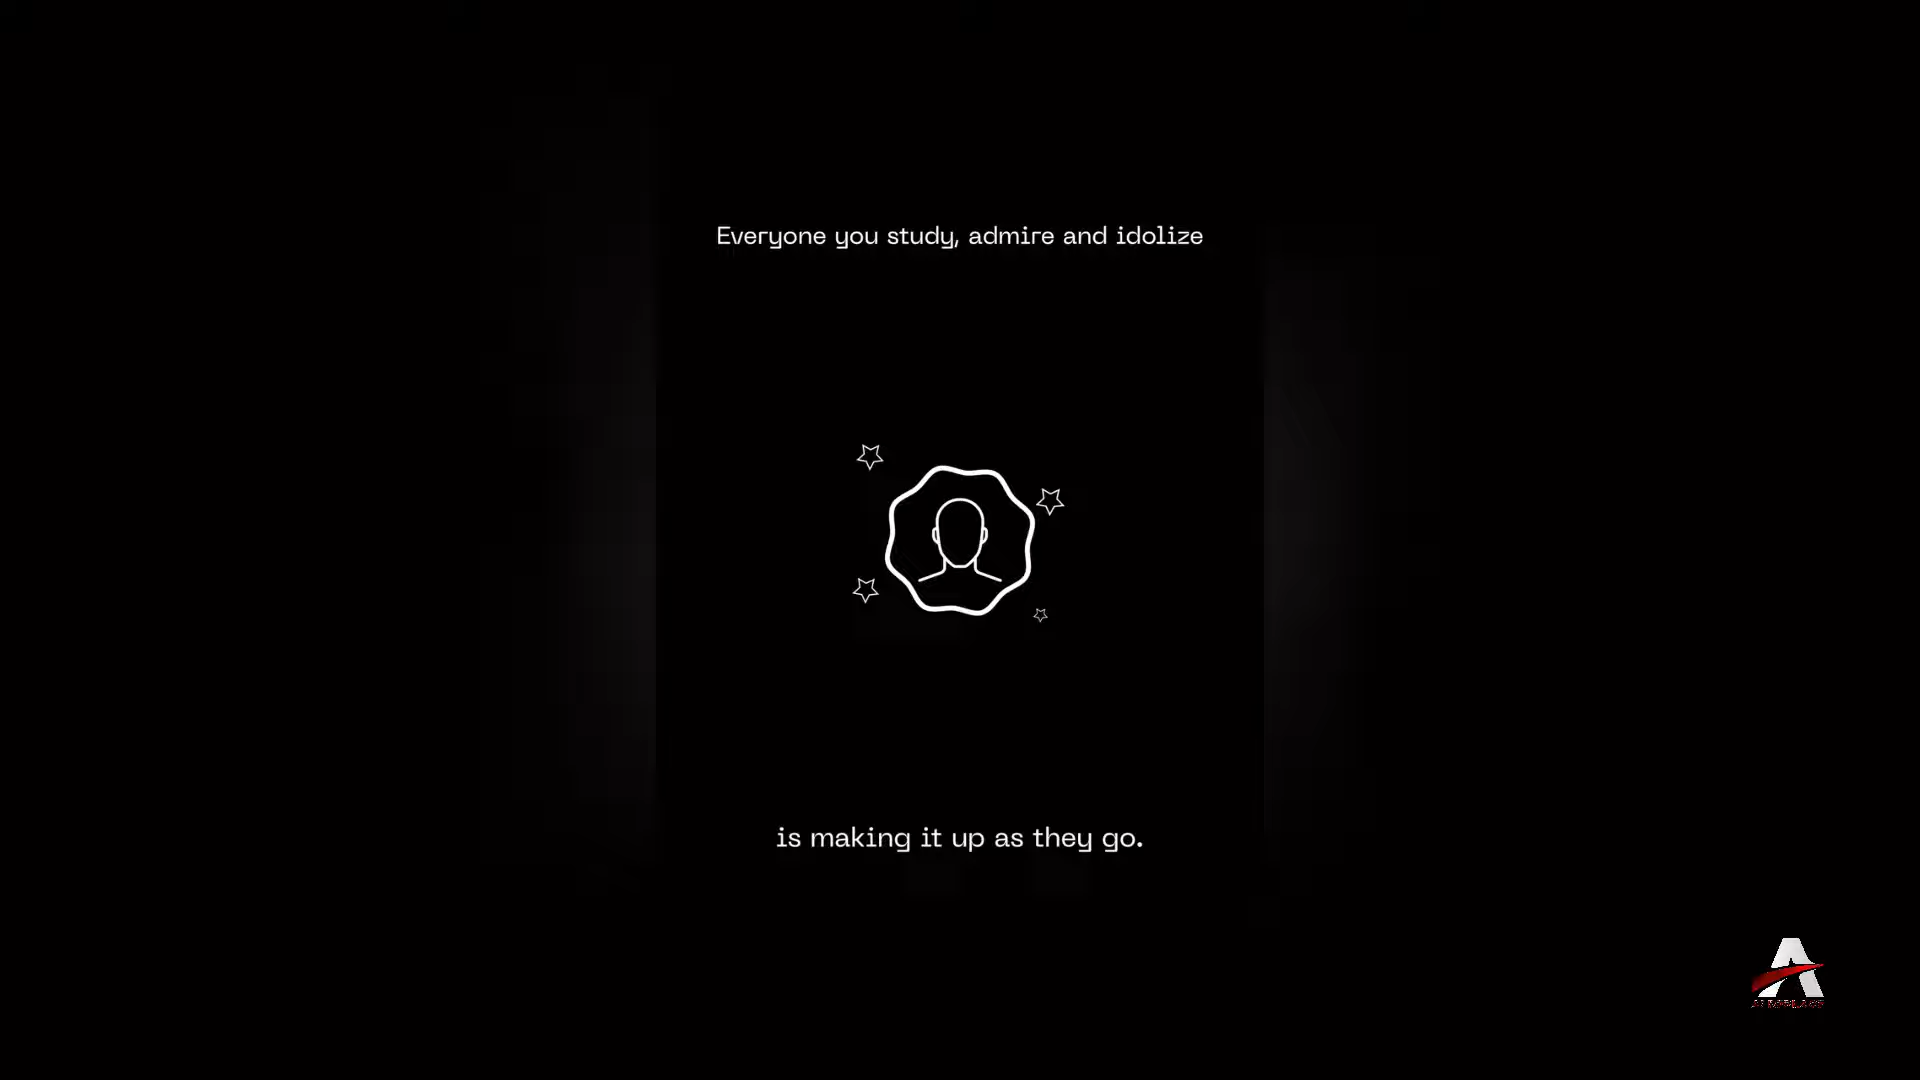 Everyone you study, admire and idolize
is making it up as they go.